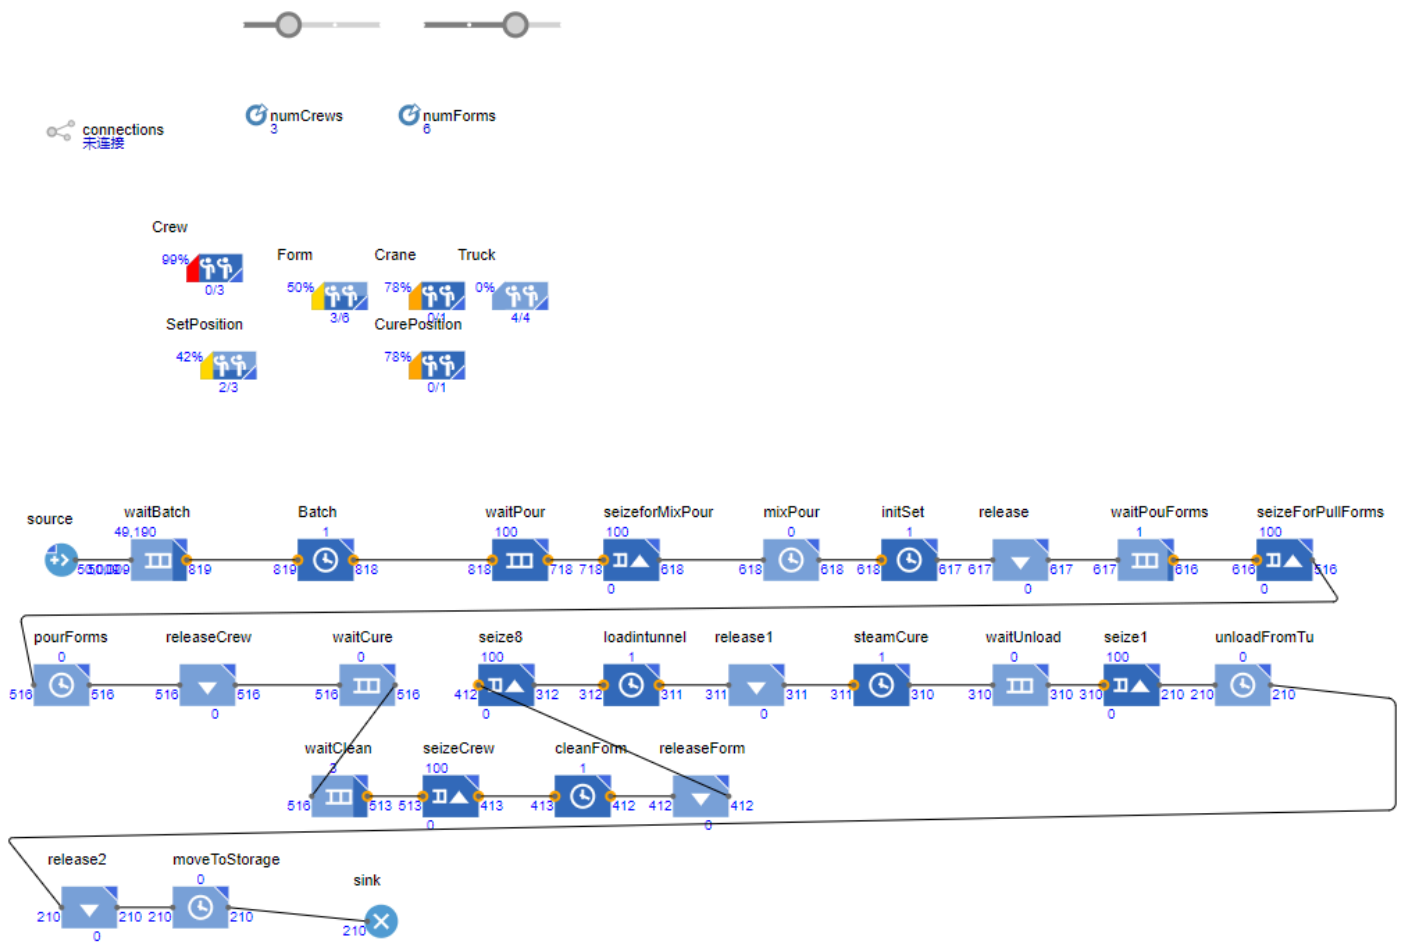 numCrews
3
numForms
6
connections
未连接
Crew
99%
0/3
Form
50%
3/6
Crane
78%
0/1
Truck
0%
4/4
SetPosition
42%
2/3
CurePosition
78%
0/1
source
waitBatch
49,190
819
Batch
1
819
818
waitPour
100
818
718
seizeforMixPour
100
718
618
0
mixPour
0
618
618
initSet
1
618
617
release
617
617
0
waitPouForms
1
617
616
seizeForPullForms
100
616
516
0
pourForms
0
516
516
releaseCrew
516
516
0
waitCure
0
516
516
seize8
100
412
312
0
loadintunnel
1
312
311
release1
311
311
0
steamCure
1
311
310
waitUnload
0
310
310
seize1
100
310
210
0
unloadFromTu
0
210
210
waitClean
3
516
513
seizeCrew
100
513
413
0
cleanForm
1
413
412
releaseForm
412
412
0
release2
210
210
0
moveToStorage
0
210
210
sink
210